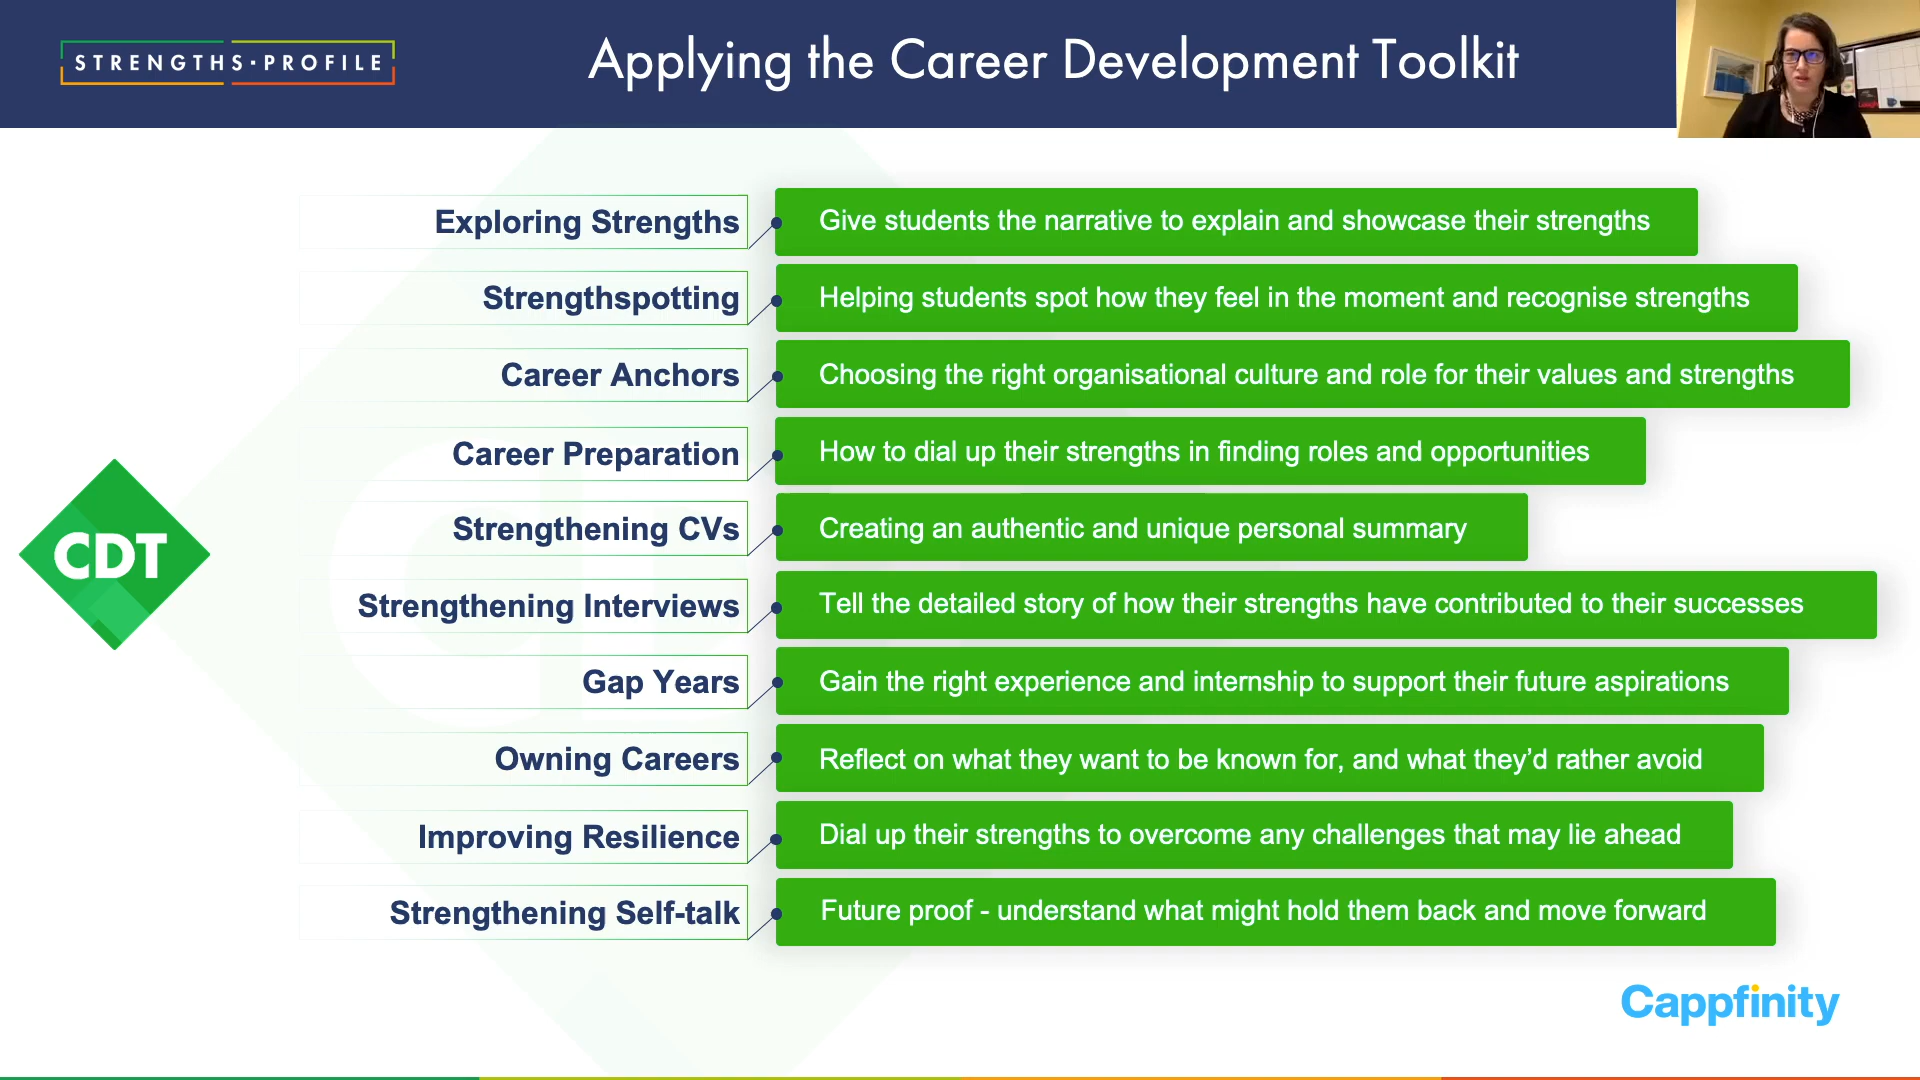 STRENGTHS·PROFILE
Applying the Career Development Toolkit
Exploring Strengths
Give students the narrative to explain and showcase their strengths
Strengthspotting
Helping students spot how they feel in the moment and recognise strengths
Career Anchors
Choosing the right organisational culture and role for their values and strengths
Career Preparation
How to dial up their strengths in finding roles and opportunities
Strengthening CVs
Creating an authentic and unique personal summary
CDT
Strengthening Interviews
Tell the detailed story of how their strengths have contributed to their successes
Gap Years
Gain the right experience and internship to support their future aspirations
Owning Careers
Reflect on what they want to be known for, and what they’d rather avoid
Improving Resilience
Dial up their strengths to overcome any challenges that may lie ahead
Strengthening Self-talk
Future proof - understand what might hold them back and move forward
Cappfinity